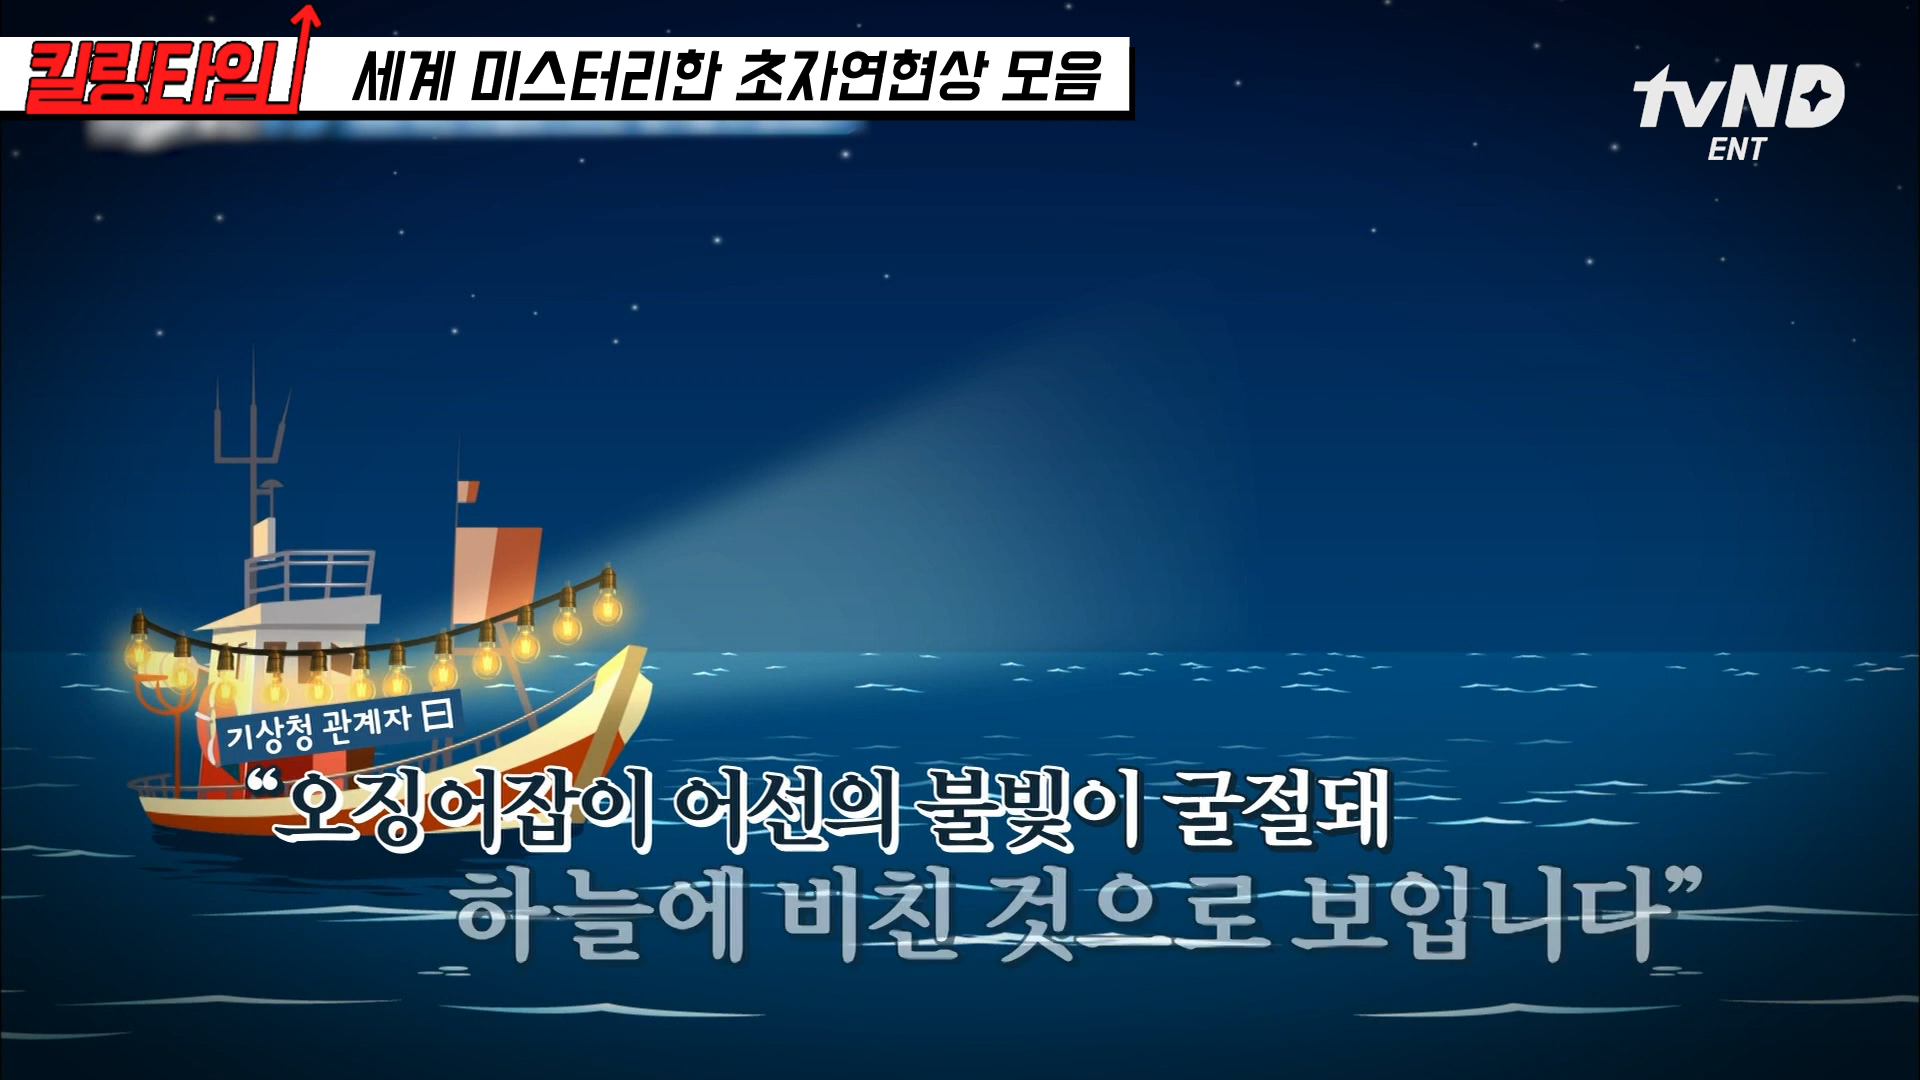 킬링타임
세계 미스터리한 초자연현상 모음
tvND
ENT
기상청 관계자 曰
“오징어잡이 어선의 불빛이 굴절돼
하늘에 비친 것으로 보입니다”